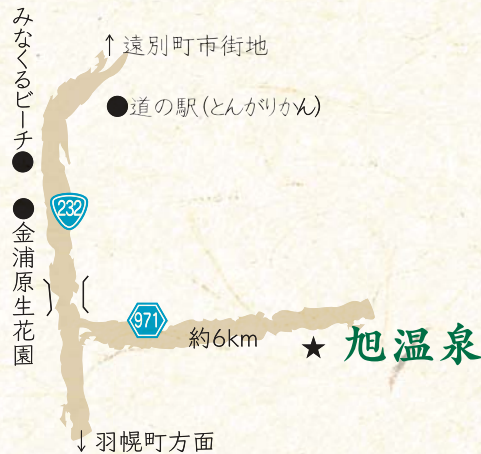 みなくるビーチ
↑遠別町市街地
道の駅(とんがりかん)
232
金浦原生花園
971
約6km
★ 旭温泉
↓羽幌町方面